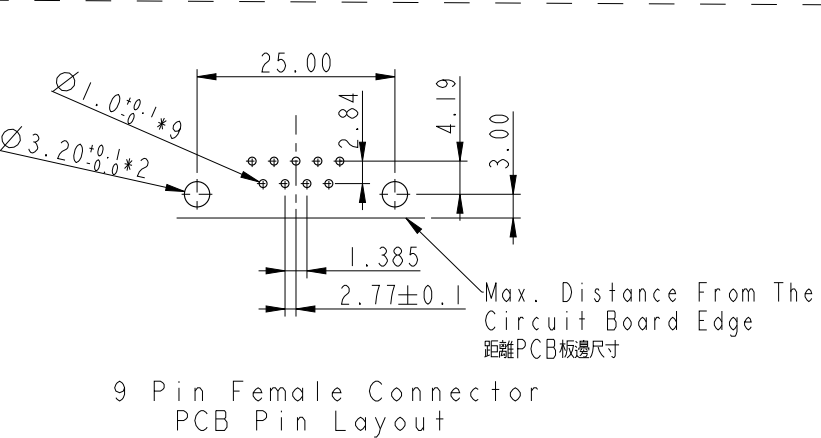 25.00
Ø1.0+0.1-0*9
Ø3.20+0.1-0.0*2
2.84
4.19
3.00
1.385
2.77±0.1
Max. Distance From The
Circuit Board Edge
距離PCB板邊尺寸
9 Pin Female Connector
PCB Pin Layout